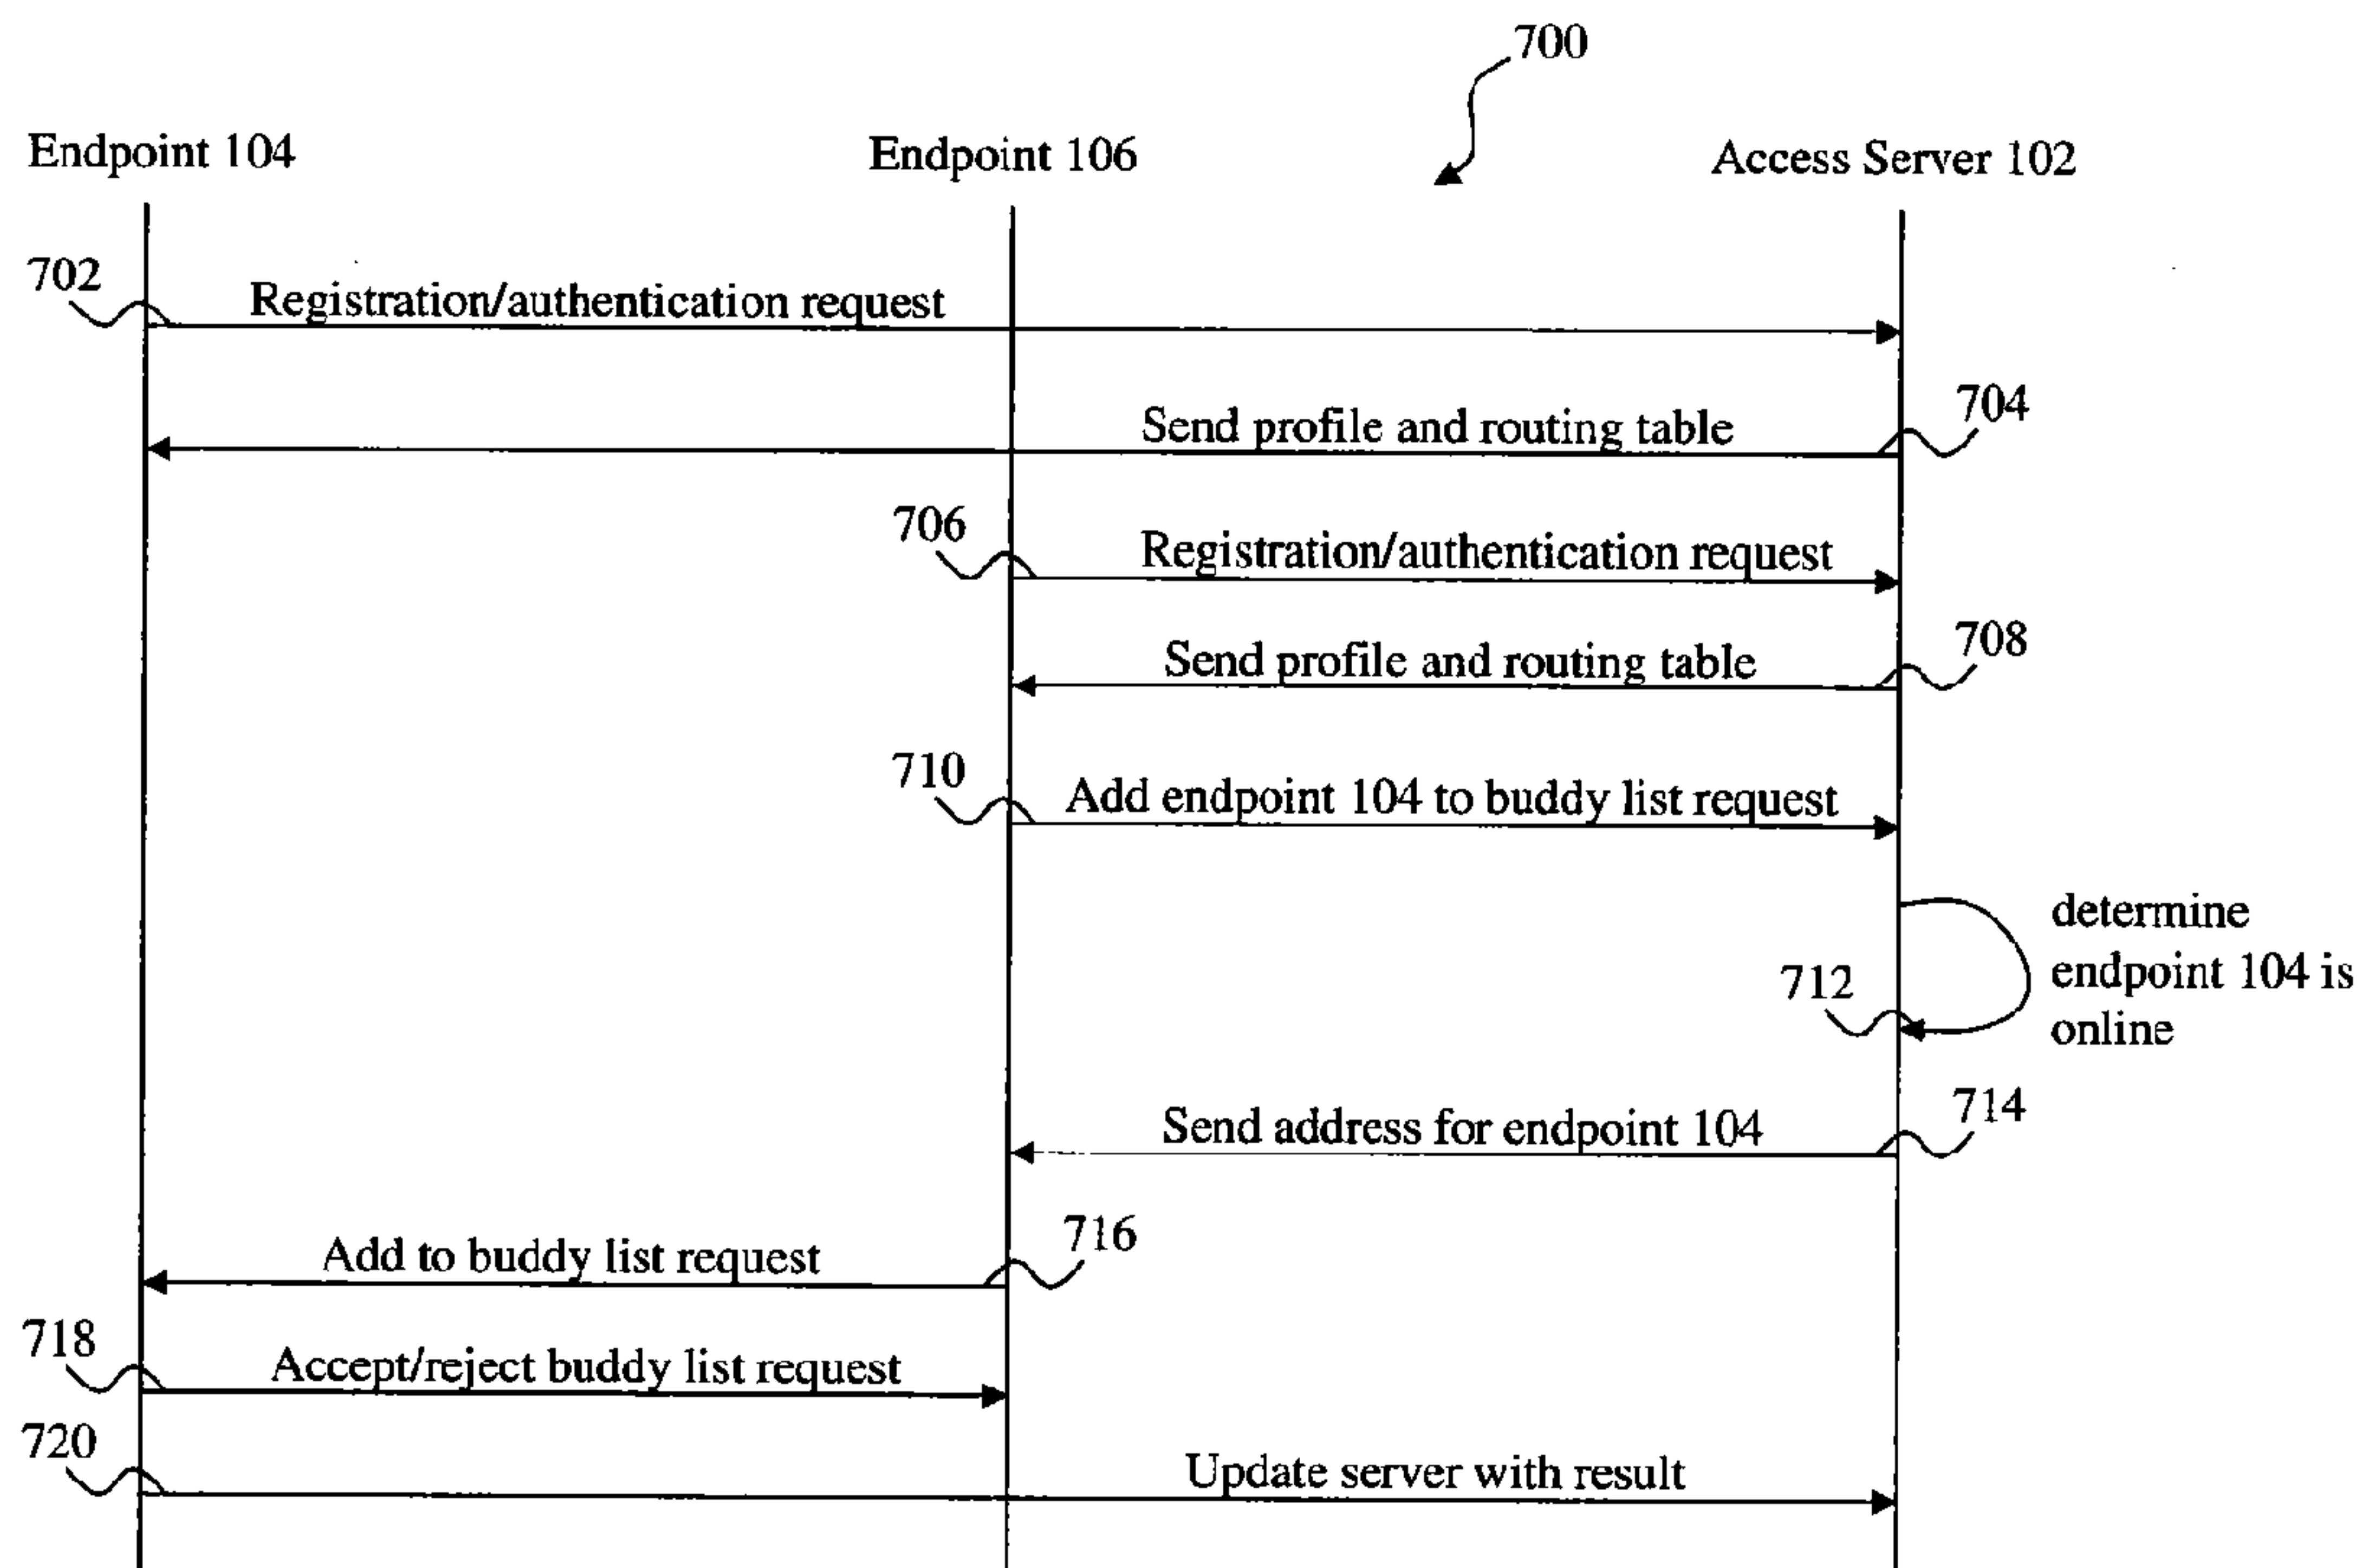 700
Endpoint 104
Endpoint 106
Access Server 102
702
Registration/authentication request
704
Send profile and routing table
706
Registration/authentication request
708
Send profile and routing table
710
Add endpoint 104 to buddy list request
determine
endpoint 104 is
online
712
714
Send address for endpoint 104
716
Add to buddy list request
718
Accept/reject buddy list request
720
Update server with result